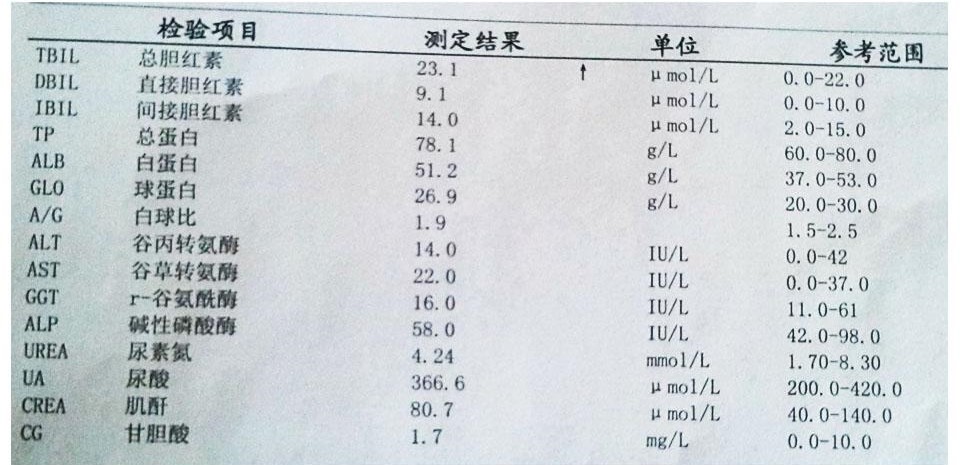 检验项目 测定结果 单位 参考范围
TBIL 总胆红素 23.1 ↑ μmol/L 0.0-22.0
DBIL 直接胆红素 9.1 μmol/L 0.0-10.0
IBIL 间接胆红素 14.0 μmol/L 2.0-15.0
TP 总蛋白 78.1 g/L 60.0-80.0
ALB 白蛋白 51.2 g/L 37.0-53.0
GLO 球蛋白 26.9 g/L 20.0-30.0
A/G 白球比 1.9 1.5-2.5
ALT 谷丙转氨酶 14.0 IU/L 0.0-42
AST 谷草转氨酶 22.0 IU/L 0.0-37.0
GGT r-谷氨酰酶 16.0 IU/L 11.0-61
ALP 碱性磷酸酶 58.0 IU/L 42.0-98.0
UREA 尿素氮 4.24 mmol/L 1.70-8.30
UA 尿酸 366.6 μmol/L 200.0-420.0
CREA 肌酐 80.7 μmol/L 40.0-140.0
CG 甘胆酸 1.7 mg/L 0.0-10.0